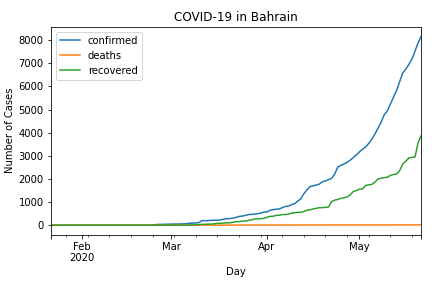 COVID-19 in Bahrain
confirmed
deaths
recovered
Number of Cases
8000
7000
6000
5000
4000
3000
2000
1000
0
Feb
2020
Mar
Apr
May
Day